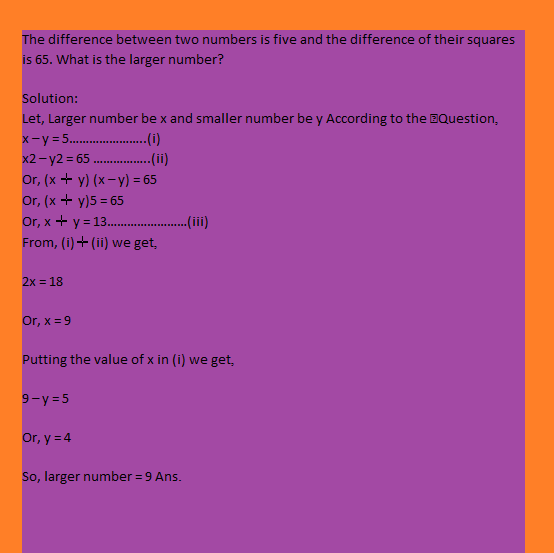 The difference between two numbers is five and the difference of their squares
is 65. What is the larger number?
Solution:
Let, Larger number be x and smaller number be y According to the Question,
x – y = 5.......................(i)
x2 – y2 = 65 .................(ii)
Or, (x + y) (x – y) = 65
Or, (x + y)5 = 65
Or, x + y = 13........................(iii)
From, (i) + (ii) we get,
2x = 18
Or, x = 9
Putting the value of x in (i) we get,
9 – y = 5
Or, y = 4
So, larger number = 9 Ans.